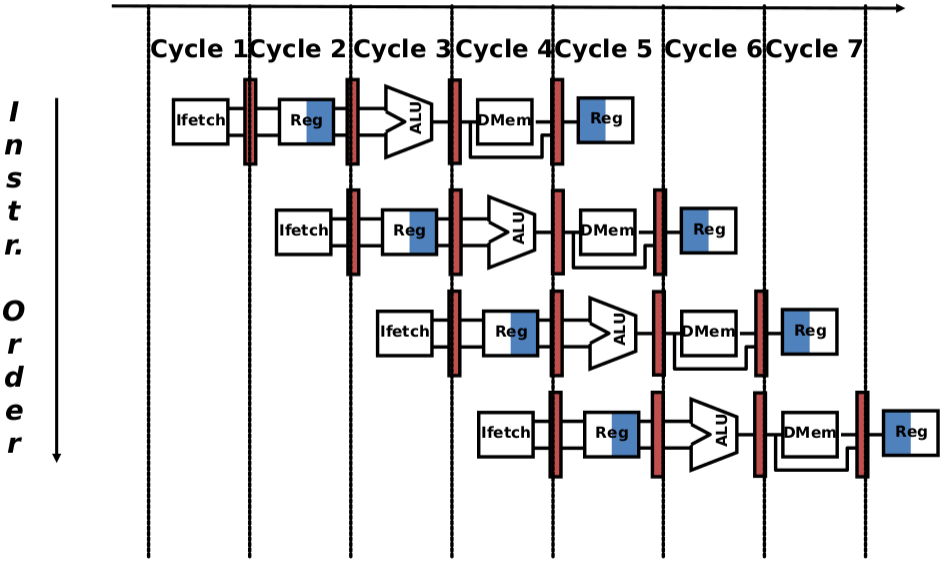 Cycle 1 Cycle 2 Cycle 3 Cycle 4 Cycle 5 Cycle 6 Cycle 7
Instr. Order
Ifetch Reg ALU DMem Reg
Ifetch Reg ALU DMem Reg
Ifetch Reg ALU DMem Reg
Ifetch Reg ALU DMem Reg